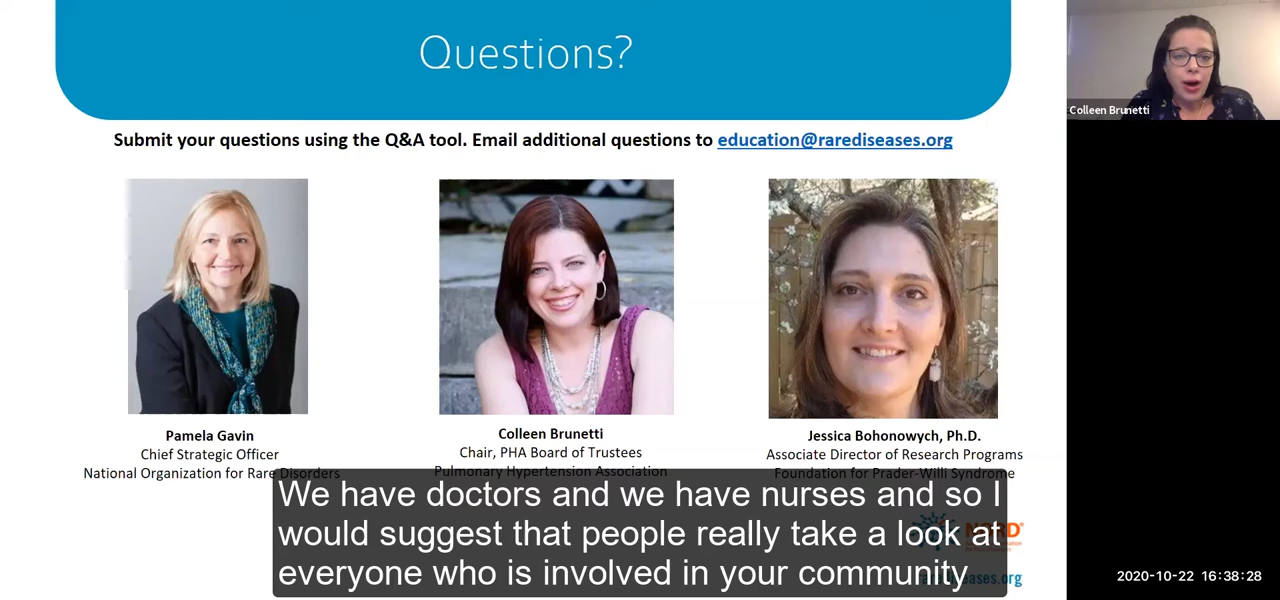 Questions?
Colleen Brunetti
Submit your questions using the Q&A tool. Email additional questions to education@rarediseases.org
Pamela Gavin
Chief Strategic Officer
National Organization for Rare Disorders
Colleen Brunetti
Chair, PHA Board of Trustees
Pulmonary Hypertension Association
Jessica Bohonowych, Ph.D.
Associate Director of Research Programs
Foundation for Prader-Willi Syndrome
We have doctors and we have nurses and so I
would suggest that people really take a look at
everyone who is involved in your community
NORD
rarediseases.org
2020-10-22 16:38:28